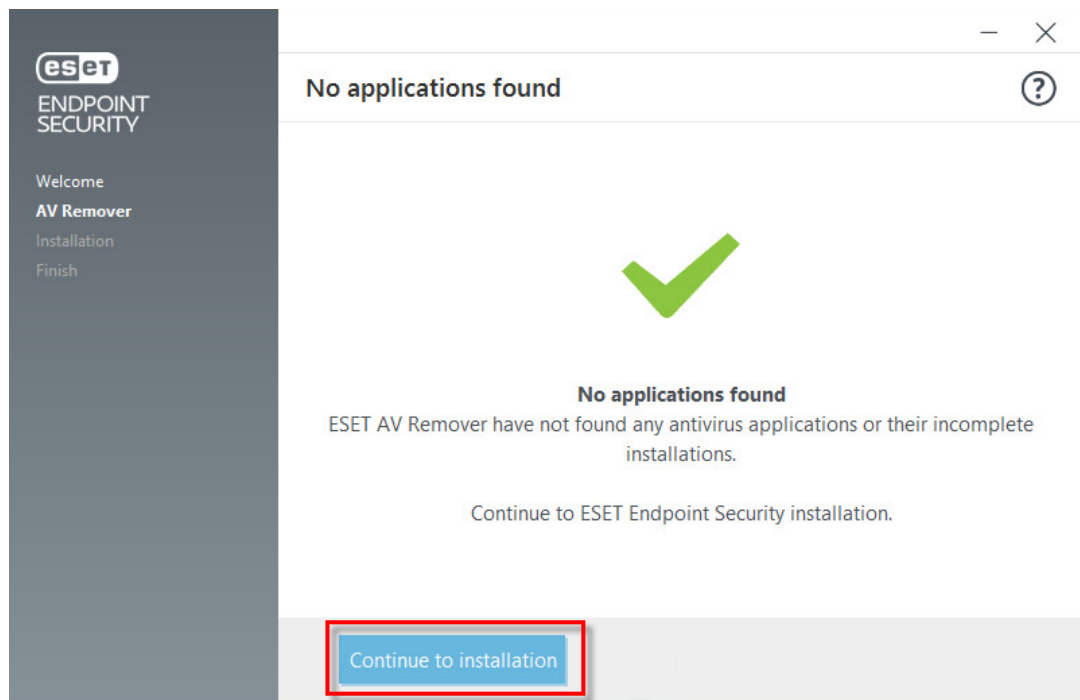 eset
ENDPOINT
SECURITY
Welcome
AV Remover
Installation
Finish
No applications found
?
No applications found
ESET AV Remover have not found any antivirus applications or their incomplete
installations.
Continue to ESET Endpoint Security installation.
Continue to installation